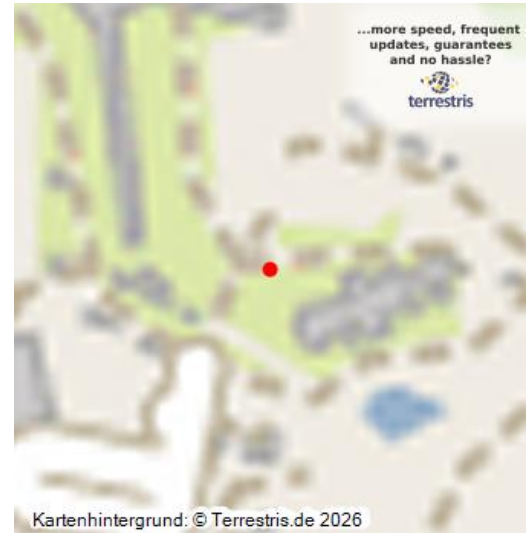 ...more speed, frequent
updates, guarantees
and no hassle?
terrestris
Kartenhintergrund: © Terrestris.de 2026